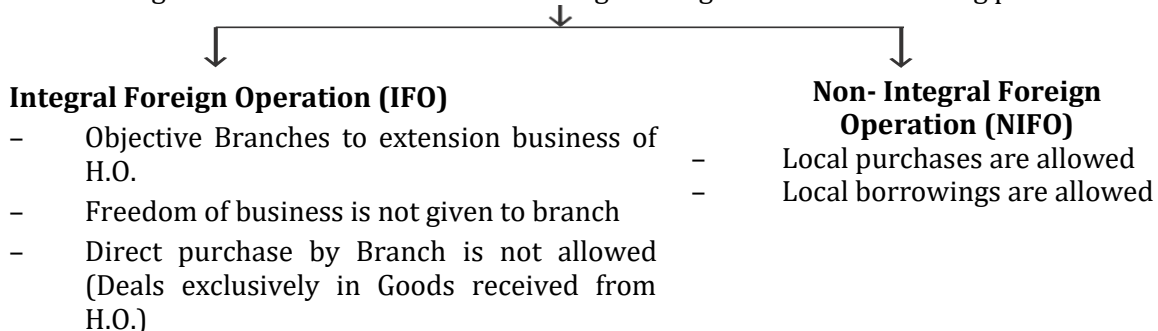 Integral Foreign Operation (IFO)
– Objective Branches to extension business of
H.O.
– Freedom of business is not given to branch
– Direct purchase by Branch is not allowed
(Deals exclusively in Goods received from
H.O.)
Non- Integral Foreign
Operation (NIFO)
– Local purchases are allowed
– Local borrowings are allowed